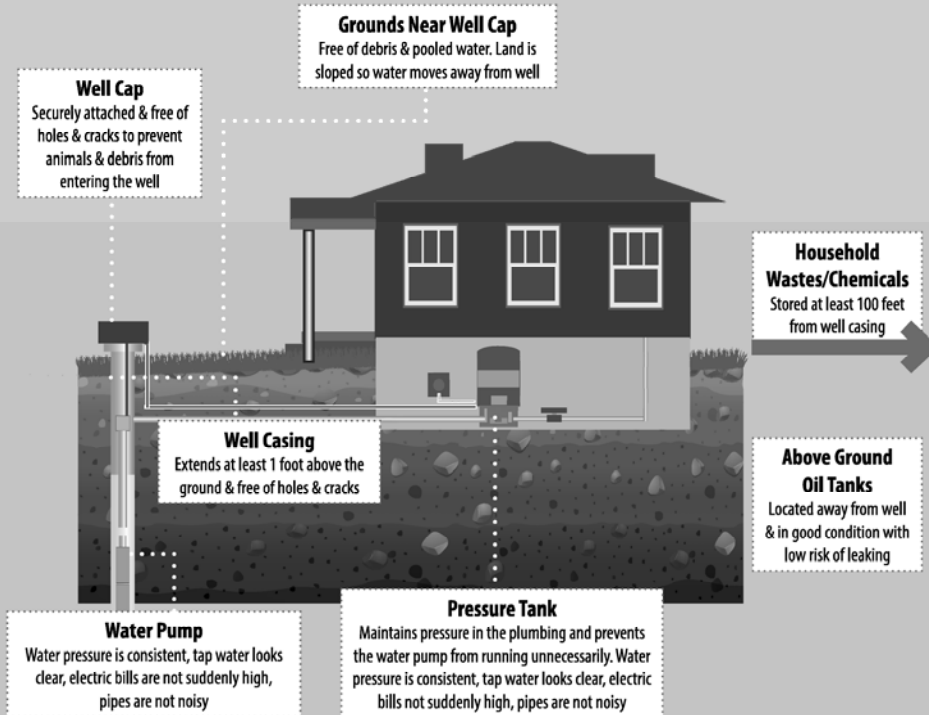 Grounds Near Well Cap
Free of debris & pooled water. Land is
sloped so water moves away from well
Well Cap
Securely attached & free of
holes & cracks to prevent
animals & debris from
entering the well
Household
Wastes/Chemicals
Stored at least 100 feet
from well casing
Well Casing
Extends at least 1 foot above the
ground & free of holes & cracks
Above Ground
Oil Tanks
Located away from well
& in good condition with
low risk of leaking
Water Pump
Water pressure is consistent, tap water looks
clear, electric bills are not suddenly high,
pipes are not noisy
Pressure Tank
Maintains pressure in the plumbing and prevents
the water pump from running unnecessarily. Water
pressure is consistent, tap water looks clear, electric
bills not suddenly high, pipes are not noisy